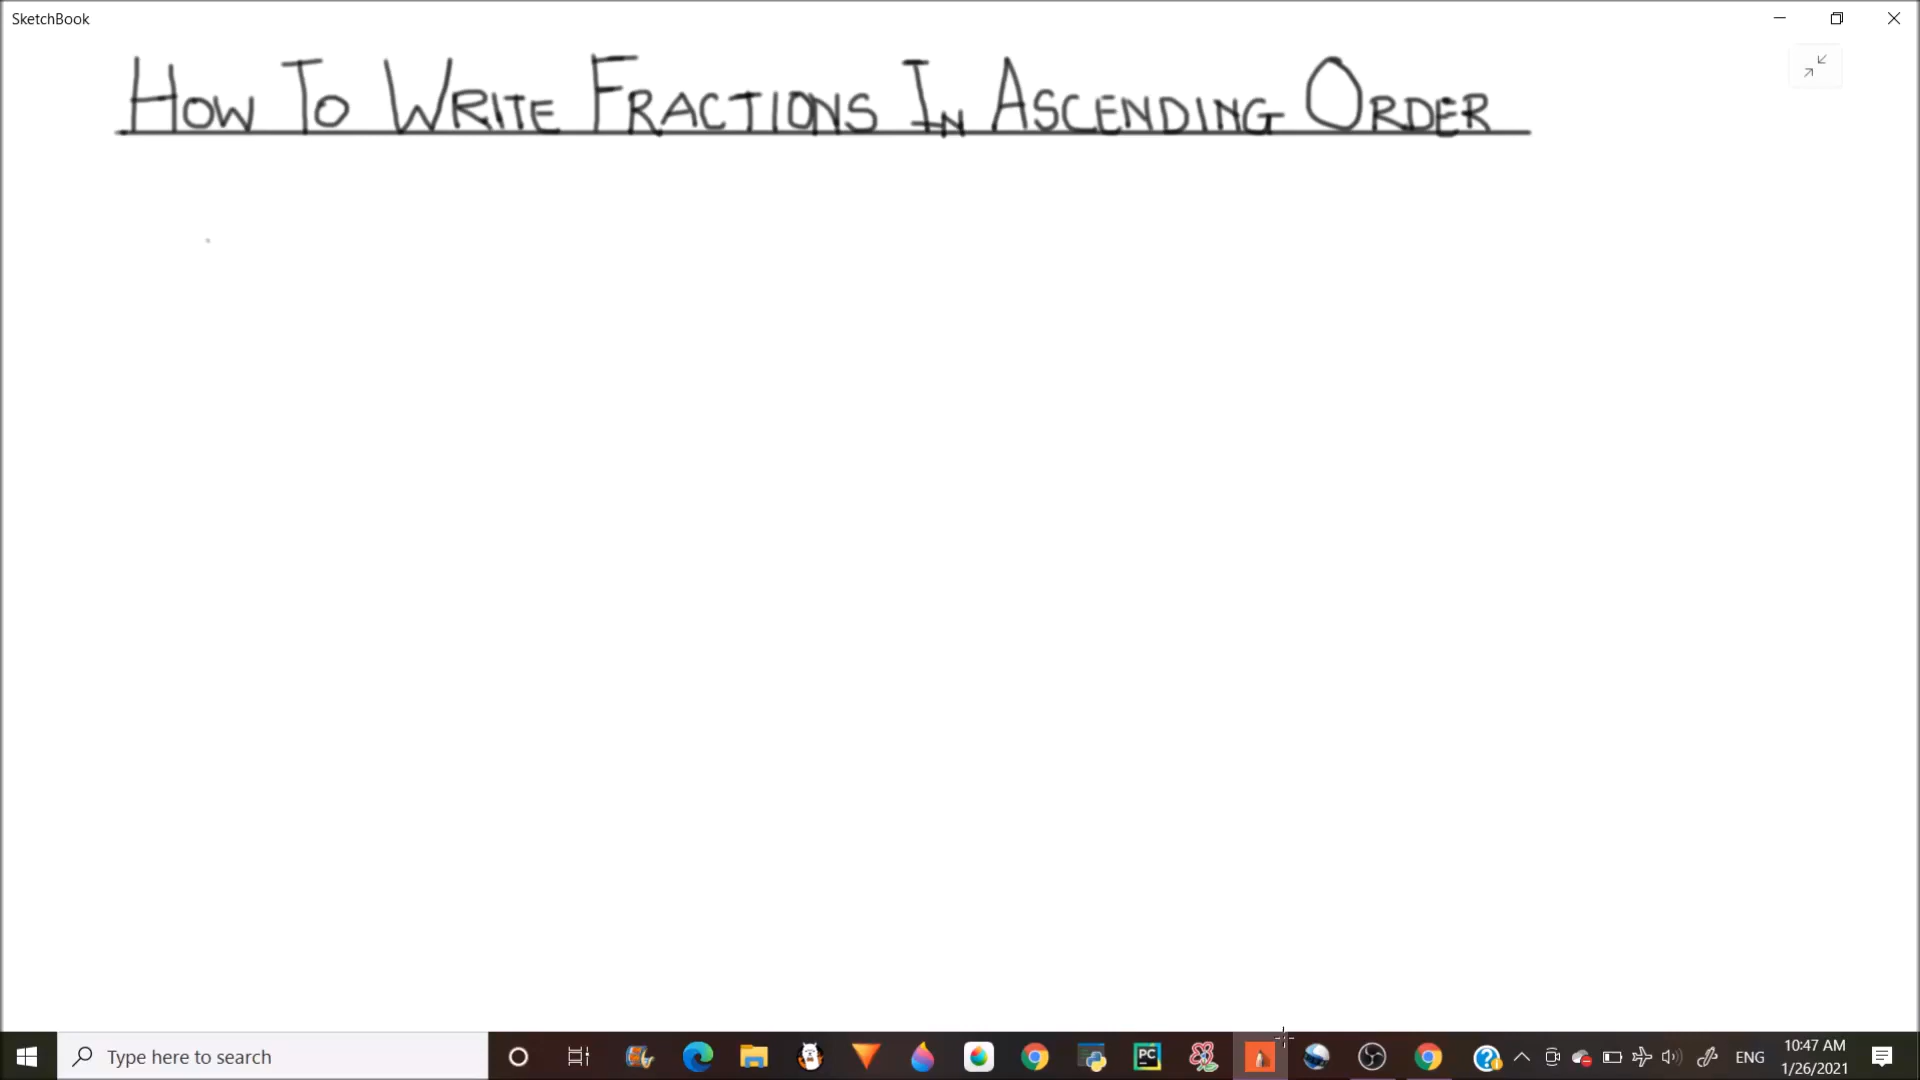 SketchBook
HOW TO WRITE FRACTIONS IN ASCENDING ORDER
Type here to search
PC
ENG
10:47 AM
1/26/2021